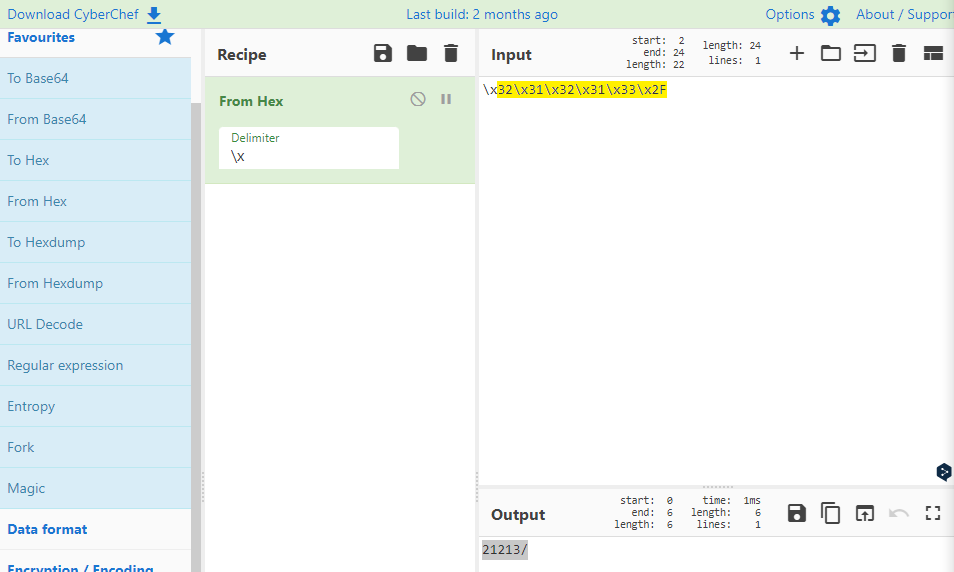 Download CyberChef
Last build: 2 months ago
Options
About / Suppor
Favourites
To Base64
From Base64
To Hex
From Hex
To Hexdump
From Hexdump
URL Decode
Regular expression
Entropy
Fork
Magic
Data format
Encryption / Encoding
Recipe
From Hex
Delimiter
\x
Input
start: 2
end: 24
length: 22
length: 24
lines: 1
\x32\x31\x32\x31\x33\x2F
Output
start: 0
end: 6
length: 6
time: 1ms
length: 6
lines: 1
21213/